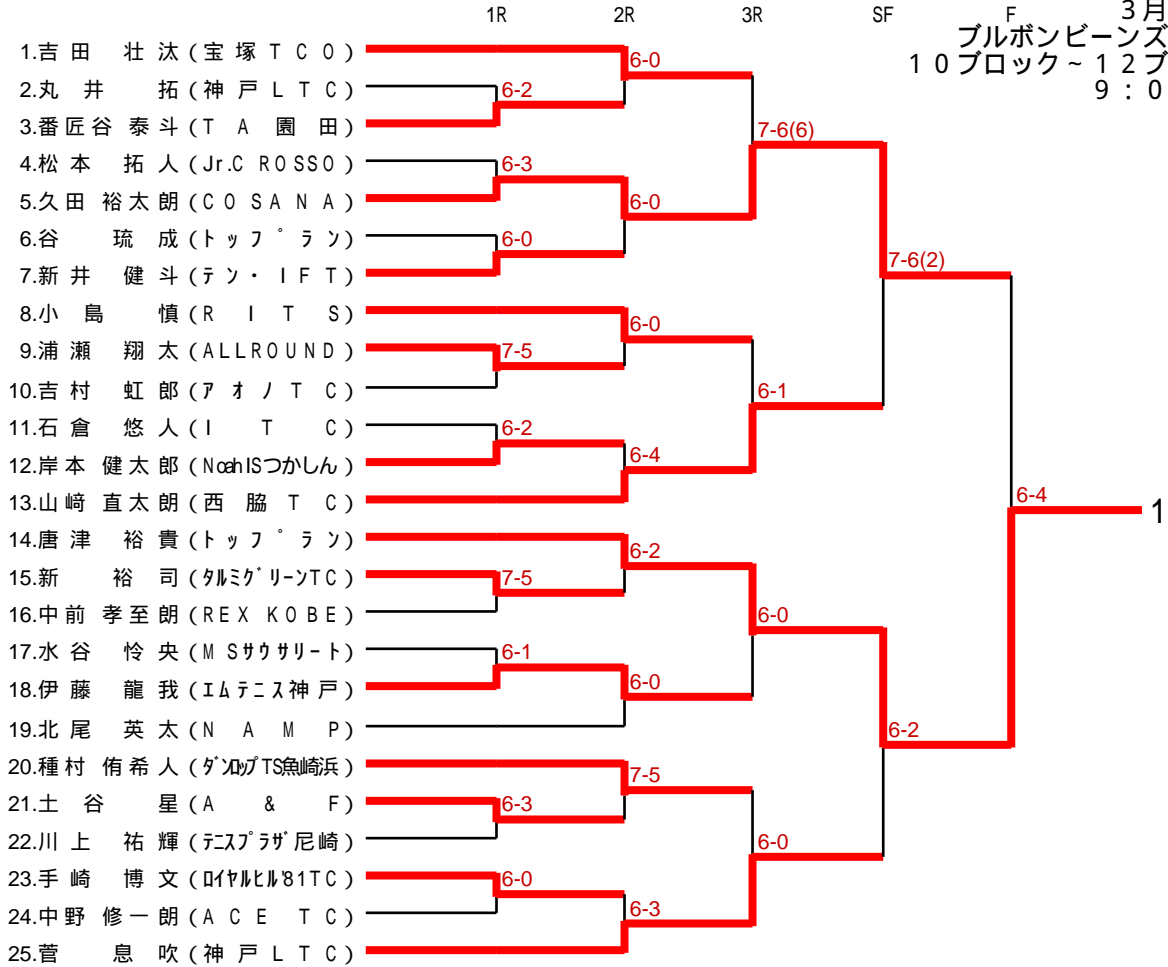 1R 2R 3R SF F 3月
ブルボンビーンズ
10ブロック~12ブ
9:0
1.吉田 壮汰(宝塚TCO)
2.丸井 拓(神戸LTC)
3.番匠谷 泰斗(TA園田)
4.松本 拓人(Jr.C ROSSO)
5.久田 裕太朗(COSANA)
6.谷 琉成(トップラン)
7.新井 健斗(テン・IFT)
8.小島 慎(RITS)
9.浦瀬 翔太(ALLROUND)
10.吉村 虹郎(アオノTC)
11.石倉 悠人(ITC)
12.岸本 健太郎(NoahISつかしん)
13.山﨑 直太朗(西脇TC)
14.唐津 裕貴(トップラン)
15.新 裕司(タルミグリーンTC)
16.中前 孝至朗(REX KOBE)
17.水谷 怜央(MSサウサリート)
18.伊藤 龍我(エムテニス神戸)
19.北尾 英太(NAMP)
20.種村 侑希人(ダンロップTS魚崎浜)
21.土谷 星(A&F)
22.川上 祐輝(テニスプラザ尼崎)
23.手崎 博文(ロイヤルヒル'81TC)
24.中野 修一朗(ACE TC)
25.菅 息吹(神戸LTC)
6-2
6-3
6-0
7-5
6-2
7-5
6-1
6-3
6-0
6-0
6-0
6-0
6-4
6-2
6-0
7-5
6-3
7-6(6)
6-1
6-0
6-0
7-6(2)
6-2
6-4
1